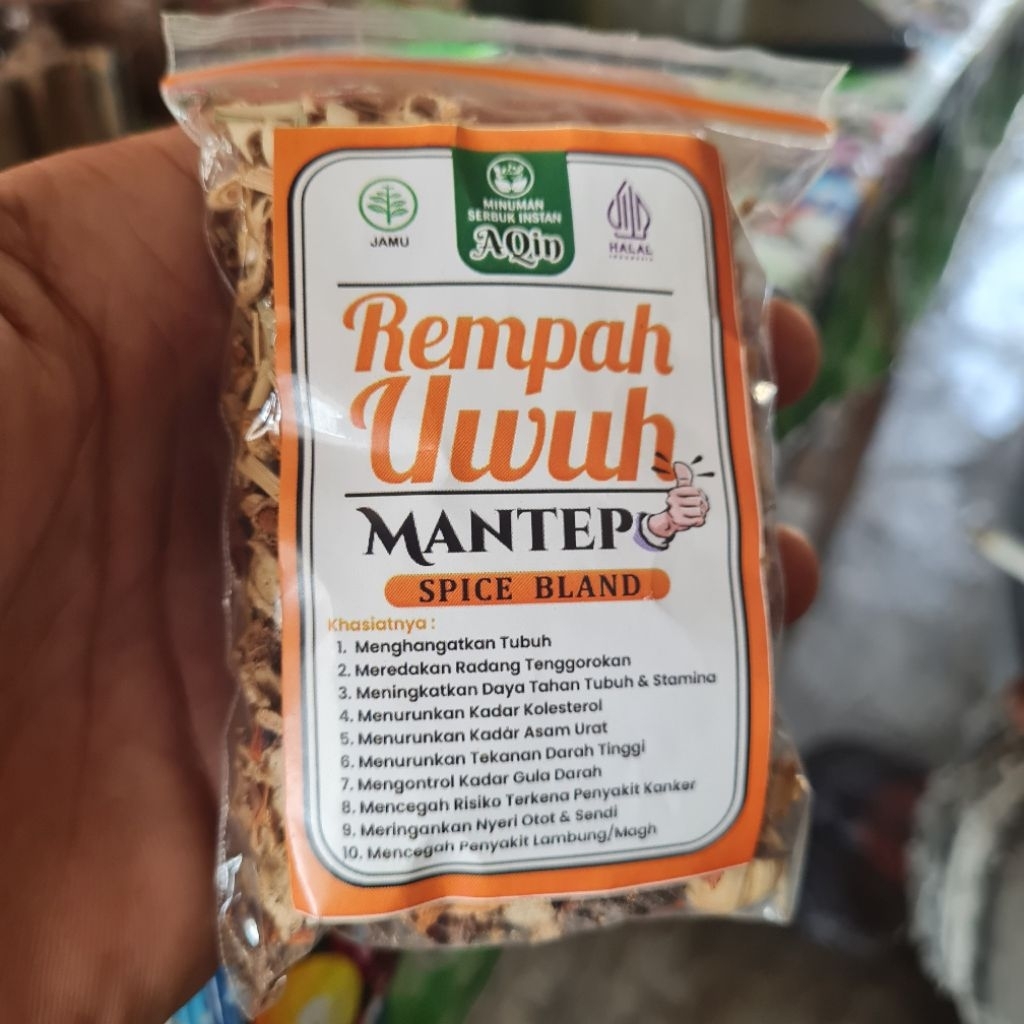 JAMU
MINUMAN
SERBUK INSTAN
AQin
HALAL
INDONESIA
Rempah
Uwuh
MANTEP
SPICE BLAND
Khasiatnya :
1. Menghangatkan Tubuh
2. Meredakan Radang Tenggorokan
3. Meningkatkan Daya Tahan Tubuh & Stamina
4. Menurunkan Kadar Kolesterol
5. Menurunkan Kadar Asam Urat
6. Menurunkan Tekanan Darah Tinggi
7. Mengontrol Kadar Gula Darah
8. Mencegah Risiko Terkena Penyakit Kanker
9. Meringankan Nyeri Otot & Sendi
10. Mencegah Penyakit Lambung/Magh